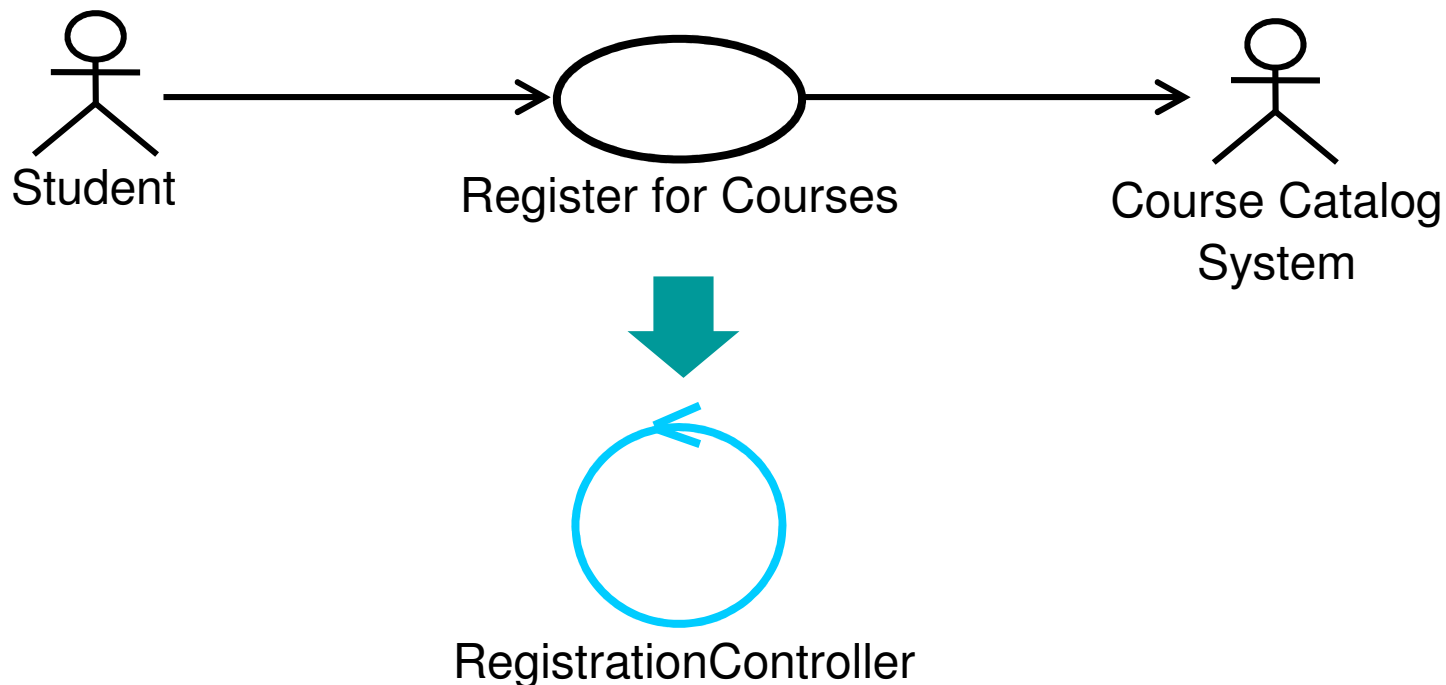 Student
Register for Courses
Course Catalog
System
RegistrationController